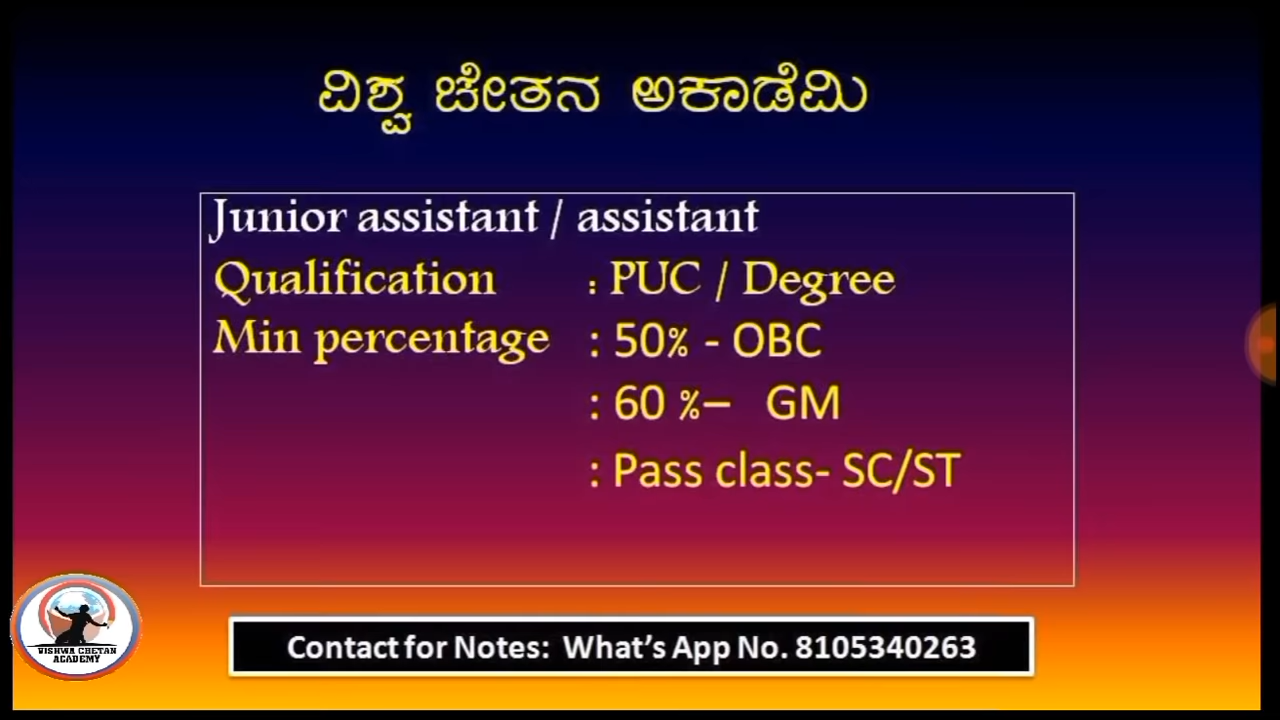 ವಿಶ್ವ ಚೇತನ ಅಕಾಡೆಮಿ
Junior assistant / assistant
Qualification : PUC / Degree
Min percentage : 50% - OBC
: 60 %– GM
: Pass class- SC/ST
VISHWA CHETAN
ACADEMY
Contact for Notes: What's App No. 8105340263